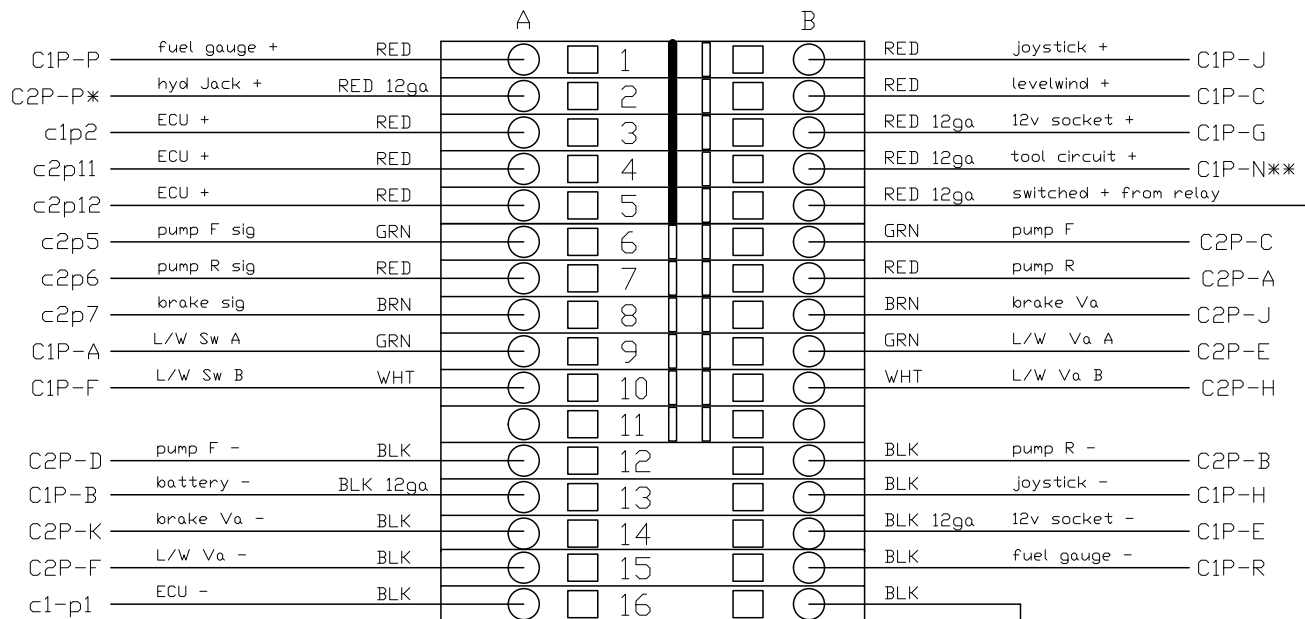 A B
C1P-P fuel gauge + RED 1 RED joystick + C1P-J
C2P-P* hyd Jack + RED 12ga 2 RED levelwind + C1P-C
c1p2 ECU + RED 3 RED 12ga 12v socket + C1P-G
c2p11 ECU + RED 4 RED 12ga tool circuit + C1P-N**
c2p12 ECU + RED 5 RED 12ga switched + from relay
c2p5 pump F sig GRN 6 GRN pump F C2P-C
c2p6 pump R sig RED 7 RED pump R C2P-A
c2p7 brake sig BRN 8 BRN brake Va C2P-J
C1P-A L/W Sw A GRN 9 GRN L/W Va A C2P-E
C1P-F L/W Sw B WHT 10 WHT L/W Va B C2P-H
11
C2P-D pump F - BLK 12 BLK pump R - C2P-B
C1P-B battery - BLK 12ga 13 BLK joystick - C1P-H
C2P-K brake Va - BLK 14 BLK 12ga 12v socket - C1P-E
C2P-F L/W Va - BLK 15 BLK fuel gauge - C1P-R
c1-p1 ECU - BLK 16 BLK